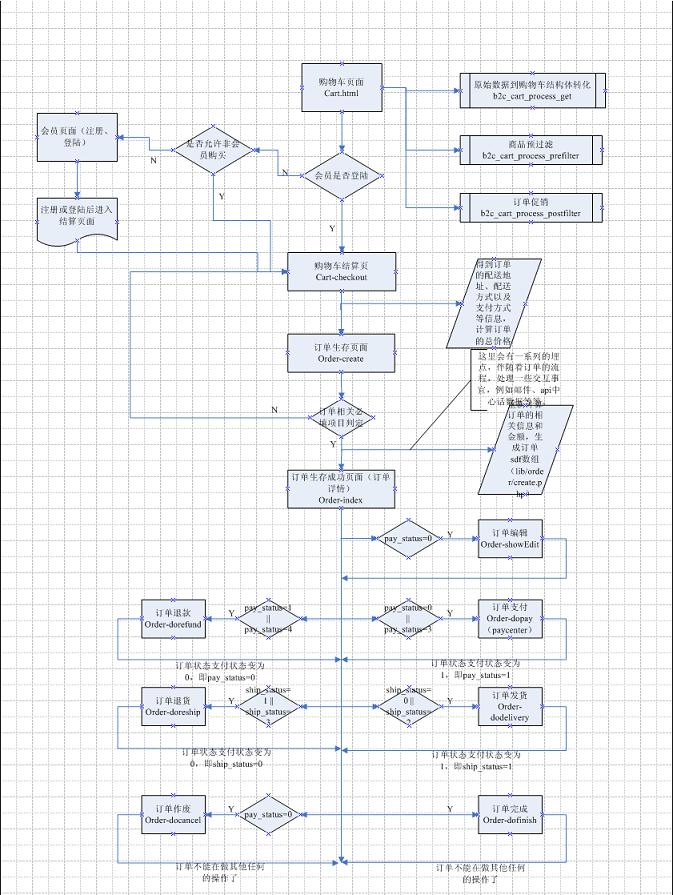 购物车页面
Cart.html
原始数据到购物车结构体转化
b2c_cart_process_get
商品预过滤
b2c_cart_process_prefilter
订单促销
b2c_cart_process_postfilter
会员页面（注册、
登陆）
N
是否允许非会
员购买
N
会员是否登陆
Y
Y
注册或登陆后进入
结算页面
购物车结算页
Cart-checkout
得到订单
的配送地
址、配送
方式以及
支付方式
等信息，
计算订单
的总价格
订单生存页面
Order-create
这里会有一系列的埋
点，伴随着订单的流
程，处理一些交互事
宜，例如邮件、api中
心话数据等等。
N
订单相关必
填项目判定
Y
订单的相
关信息和
金额，生
成订单
sdf数组
（lib/orde
r/create.p
hp）
订单生存成功页面（订单
详情）
Order-index
pay_status=0
Y
订单编辑
Order-showEdit
订单退款
Order-dorefund
Y
pay_status=1
||
pay_status=4
pay_status=0
||
pay_status=3
Y
订单支付
Order-dopay
（paycenter）
订单状态支付状态变为
0，即pay_status=0
订单状态支付状态变为
1，即pay_status=1
订单退货
Order-doreship
Y
ship_status=
1 ||
ship_status=
3
ship_status=
0 ||
ship_status=
2
Y
订单发货
Order-
dodelivery
订单状态支付状态变为
0，即ship_status=0
订单状态支付状态变为
1，即ship_status=1
订单作废
Order-docancel
Y
pay_status=0
Y
订单完成
Order-dofinish
订单不能在做其他任何
的操作了
订单不能在做其他任何
的操作了